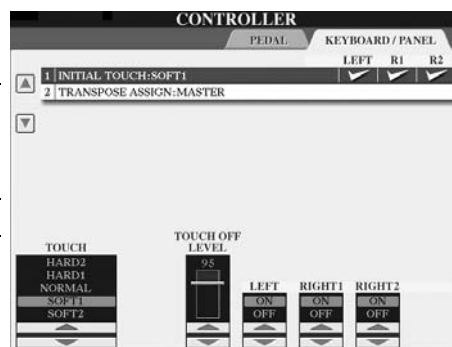 CONTROLLER
PEDAL KEYBOARD / PANEL
LEFT R1 R2
1 INITIAL TOUCH:SOFT1
2 TRANSPOSE ASSIGN:MASTER
TOUCH
HARD2
HARD1
NORMAL
SOFT1
SOFT2
TOUCH OFF
LEVEL
95
LEFT RIGHT1 RIGHT2
ON ON ON
OFF OFF OFF